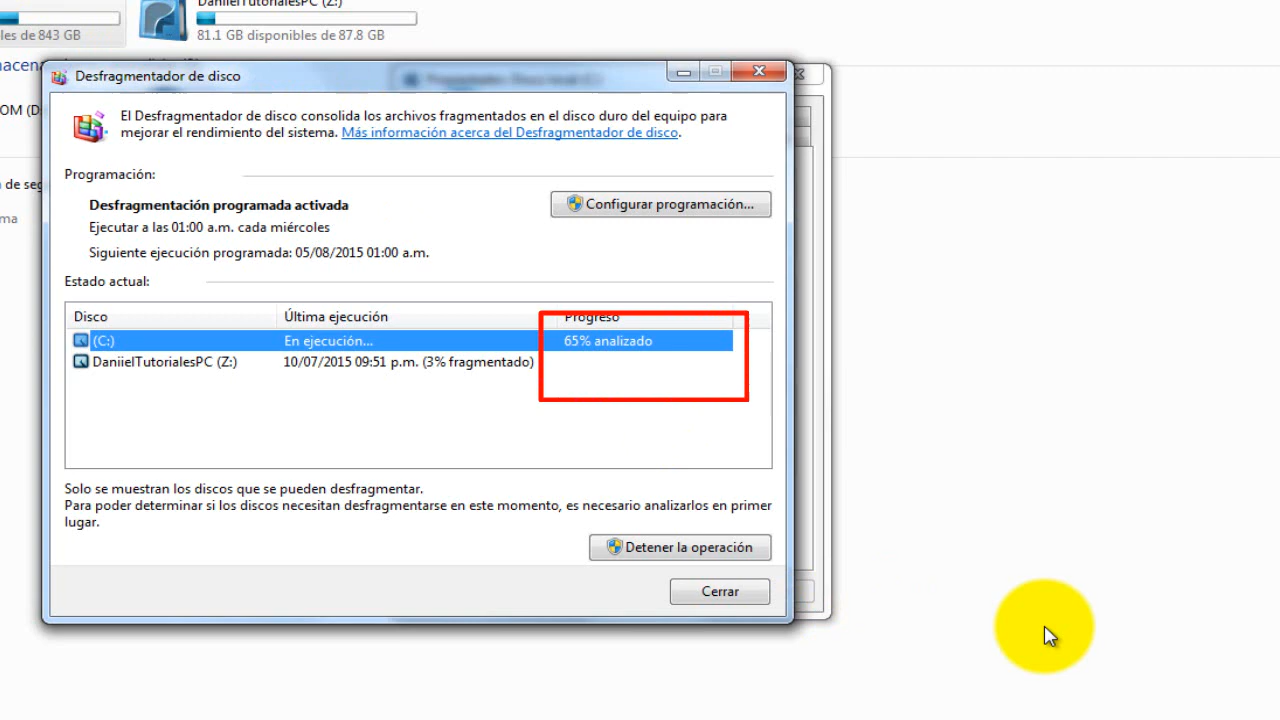 DaniielTutorialesPC (Z:)
les de 843 GB
81.1 GB disponibles de 87.8 GB
macena
Desfragmentador de disco
OM (D
El Desfragmentador de disco consolida los archivos fragmentados en el disco duro del equipo para
mejorar el rendimiento del sistema. Más información acerca del Desfragmentador de disco.
Programación:
a de seg
ma
Desfragmentación programada activada
Configurar programación...
Ejecutar a las 01:00 a.m. cada miércoles
Siguiente ejecución programada: 05/08/2015 01:00 a.m.
Estado actual:
Disco Última ejecución Progreso
(C:) En ejecución... 65% analizado
DaniielTutorialesPC (Z:) 10/07/2015 09:51 p.m. (3% fragmentado)
Solo se muestran los discos que se pueden desfragmentar.
Para poder determinar si los discos necesitan desfragmentarse en este momento, es necesario analizarlos en primer
lugar.
Detener la operación
Cerrar